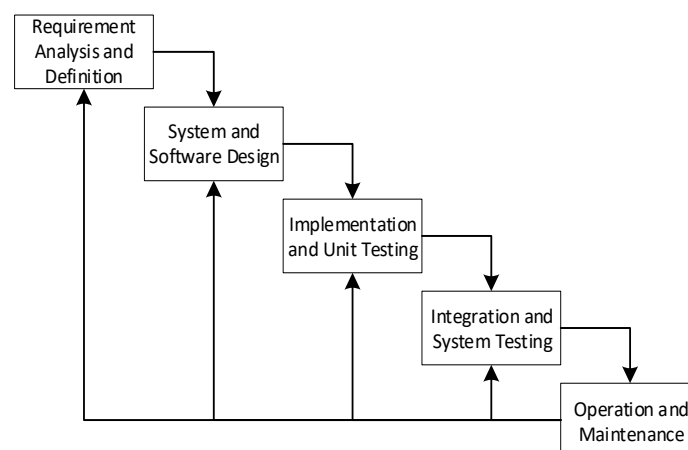 Requirement
Analysis and
Definition
System and
Software Design
Implementation
and Unit Testing
Integration and
System Testing
Operation and
Maintenance